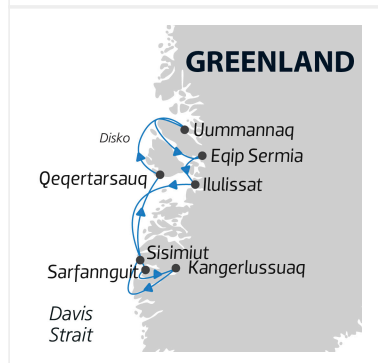 GREENLAND
Uummannaq
Disko
Eqip Sermia
Qeqertarsauq
Ilulissat
Sisimiut
Sarfannguit
Kangerlussuaq
Davis
Strait